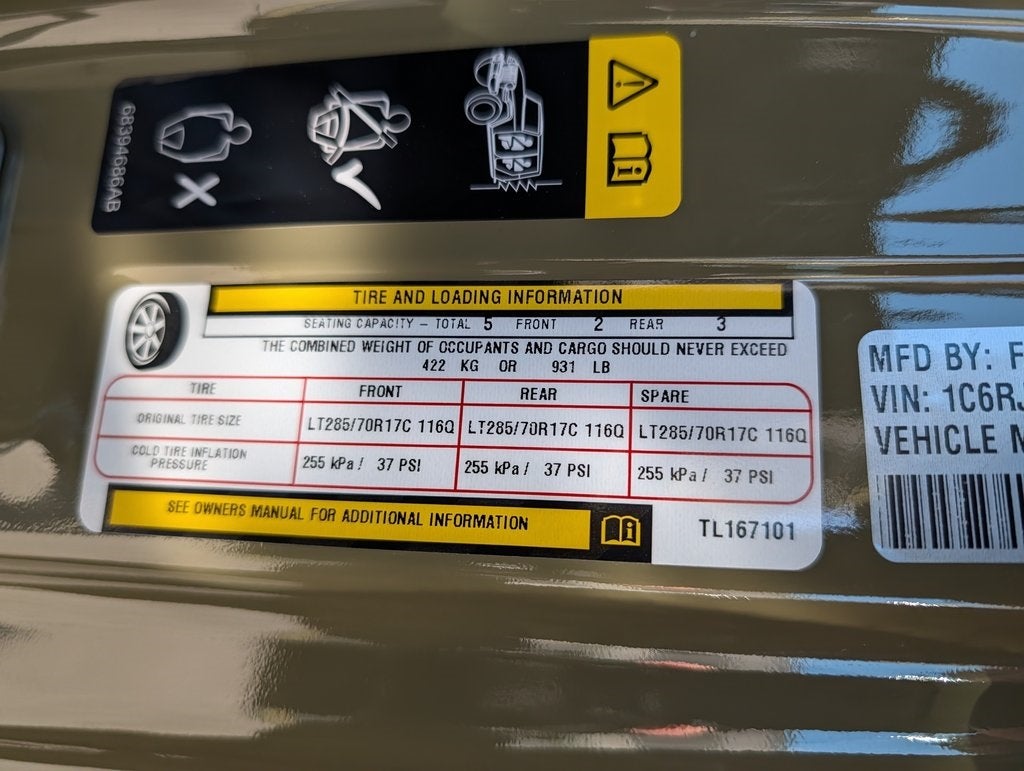 68394686AB
TIRE AND LOADING INFORMATION
SEATING CAPACITY - TOTAL 5 FRONT 2 REAR 3
THE COMBINED WEIGHT OF OCCUPANTS AND CARGO SHOULD NEVER EXCEED
422 KG OR 931 LB
TIRE FRONT REAR SPARE
ORIGINAL TIRE SIZE LT285/70R17C 116Q LT285/70R17C 116Q LT285/70R17C 116Q
COLD TIRE INFLATION
PRESSURE 255 kPa / 37 PSI 255 kPa / 37 PSI 255 kPa / 37 PSI
SEE OWNERS MANUAL FOR ADDITIONAL INFORMATION
TL167101
MFD BY: F
VIN: 1C6RJ
VEHICLE M